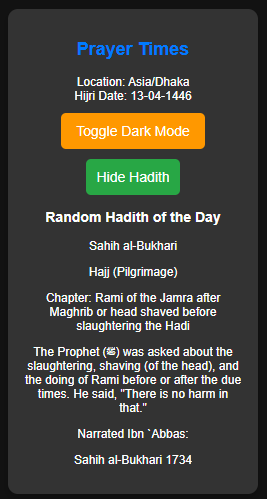 Prayer Times
Location: Asia/Dhaka
Hijri Date: 13-04-1446
Toggle Dark Mode
Hide Hadith
Random Hadith of the Day
Sahih al-Bukhari
Hajj (Pilgrimage)
Chapter: Rami of the Jamra after
Maghrib or head shaved before
slaughtering the Hadi
The Prophet (ﷺ) was asked about the
slaughtering, shaving (of the head), and
the doing of Rami before or after the due
times. He said, "There is no harm in
that."
Narrated Ibn `Abbas:
Sahih al-Bukhari 1734